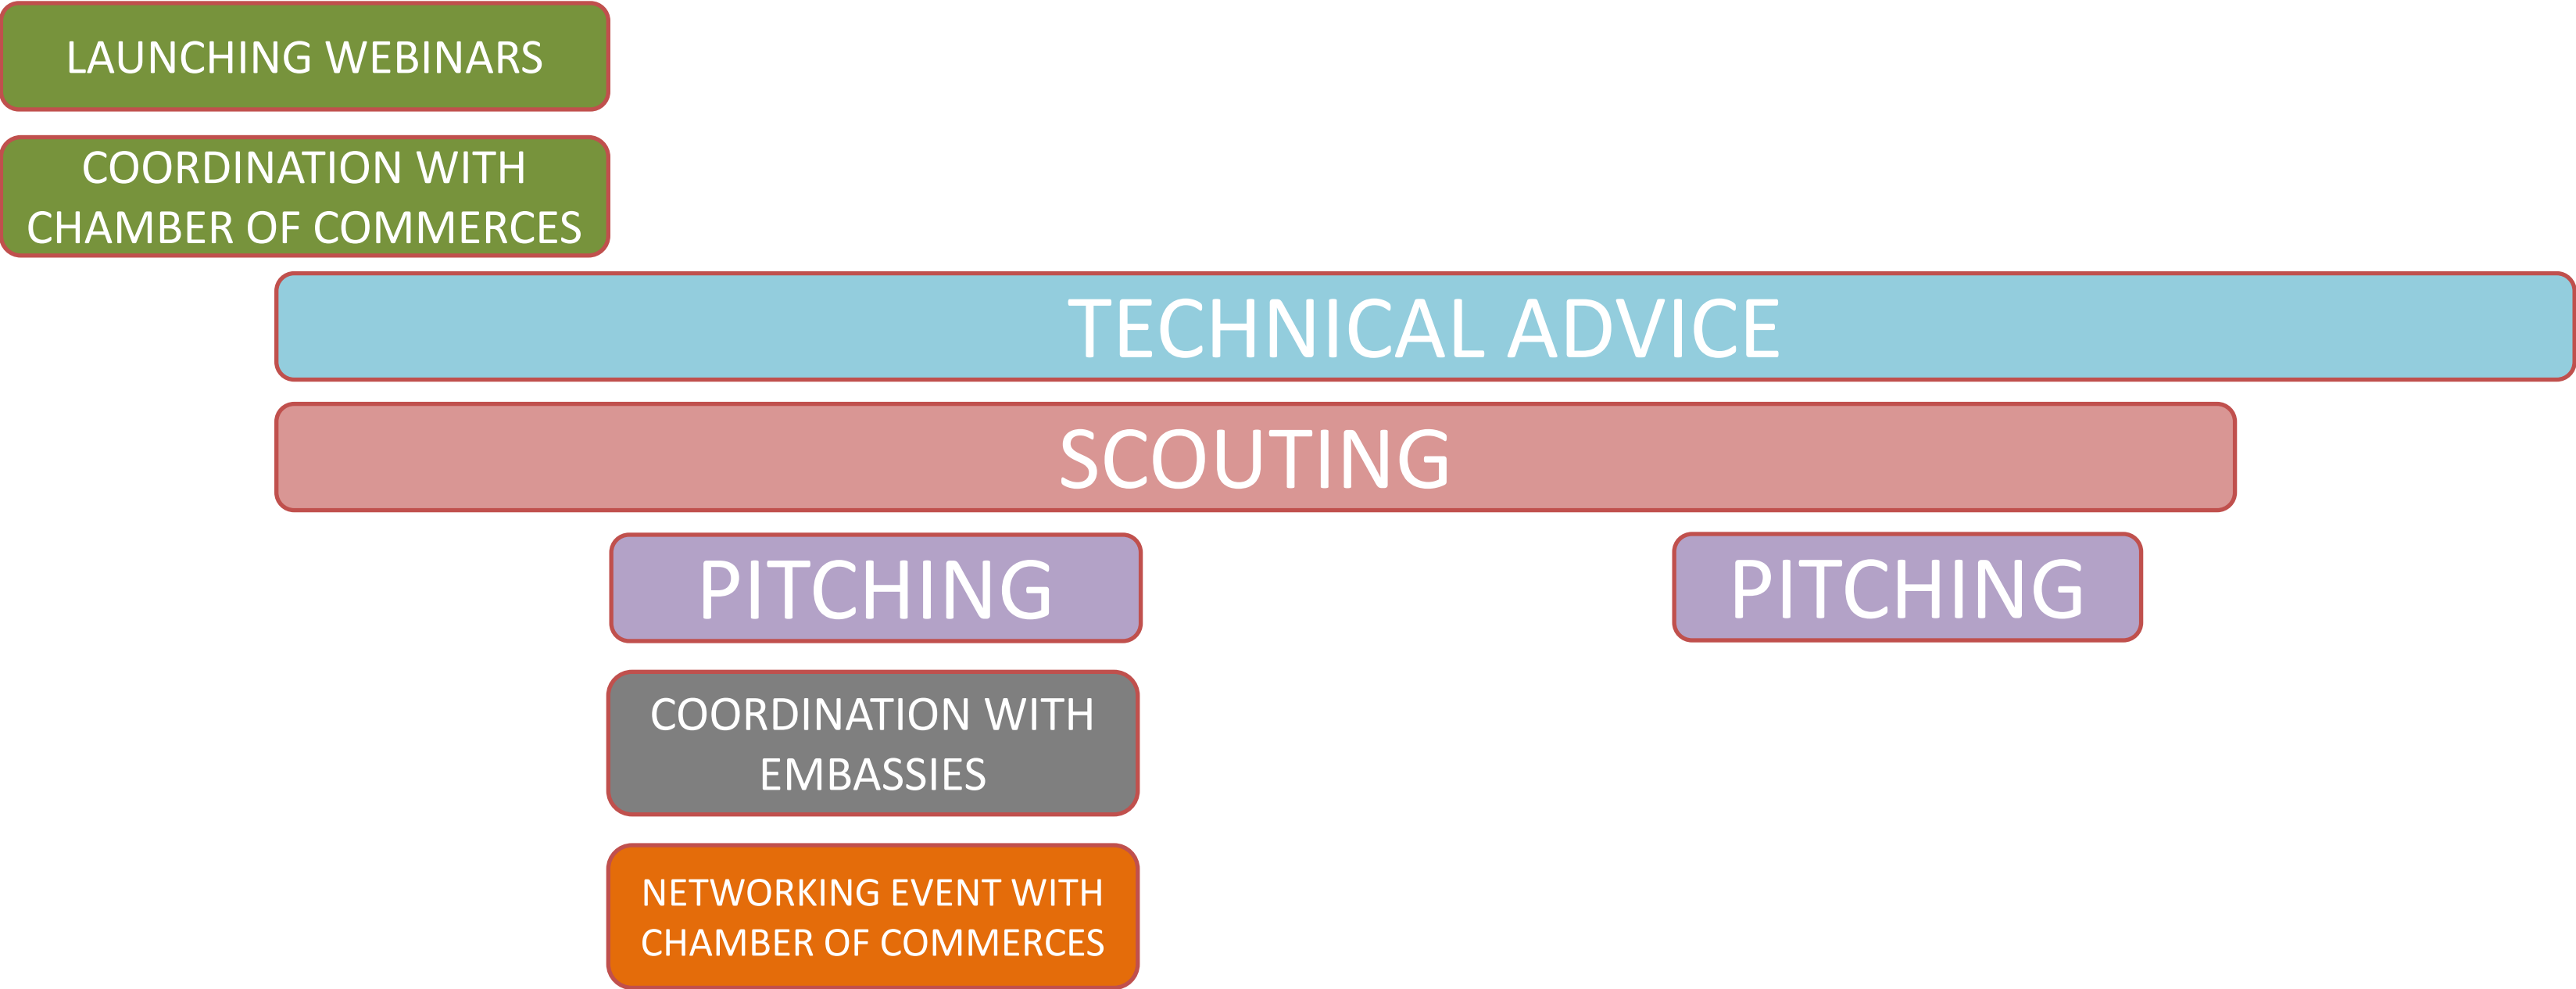 LAUNCHING WEBINARS
COORDINATION WITH
CHAMBER OF COMMERCES
TECHNICAL ADVICE
SCOUTING
PITCHING
PITCHING
COORDINATION WITH
EMBASSIES
NETWORKING EVENT WITH
CHAMBER OF COMMERCES